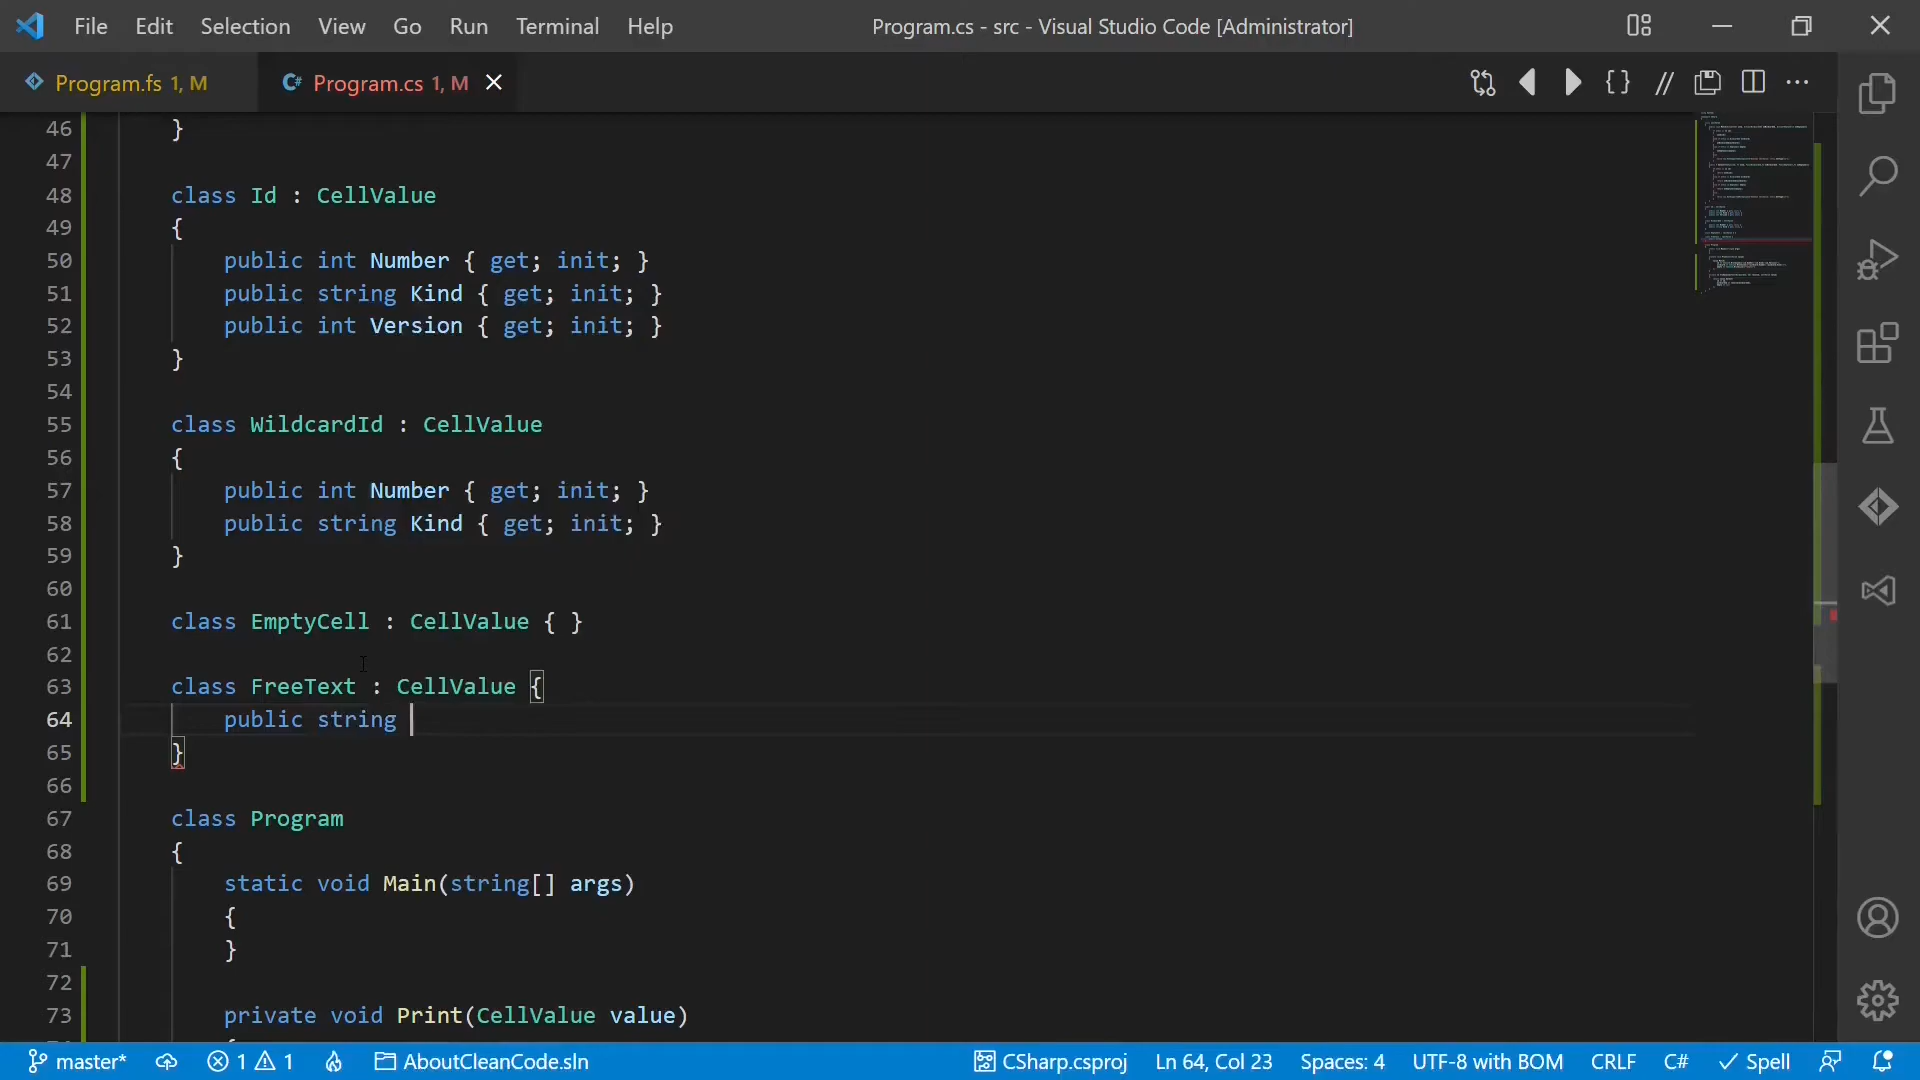 File Edit Selection View Go Run Terminal Help Program.cs - src - Visual Studio Code [Administrator]
Program.fs 1, M C# Program.cs 1, M
46 }
47
48 class Id : CellValue
49 {
50 public int Number { get; init; }
51 public string Kind { get; init; }
52 public int Version { get; init; }
53 }
54
55 class WildcardId : CellValue
56 {
57 public int Number { get; init; }
58 public string Kind { get; init; }
59 }
60
61 class EmptyCell : CellValue { }
62
63 class FreeText : CellValue {
64 public string
65 }
66
67 class Program
68 {
69 static void Main(string[] args)
70 {
71 }
72
73 private void Print(CellValue value)
master* 1 1 AboutCleanCode.sln CSharp.csproj Ln 64, Col 23 Spaces: 4 UTF-8 with BOM CRLF C# Spell